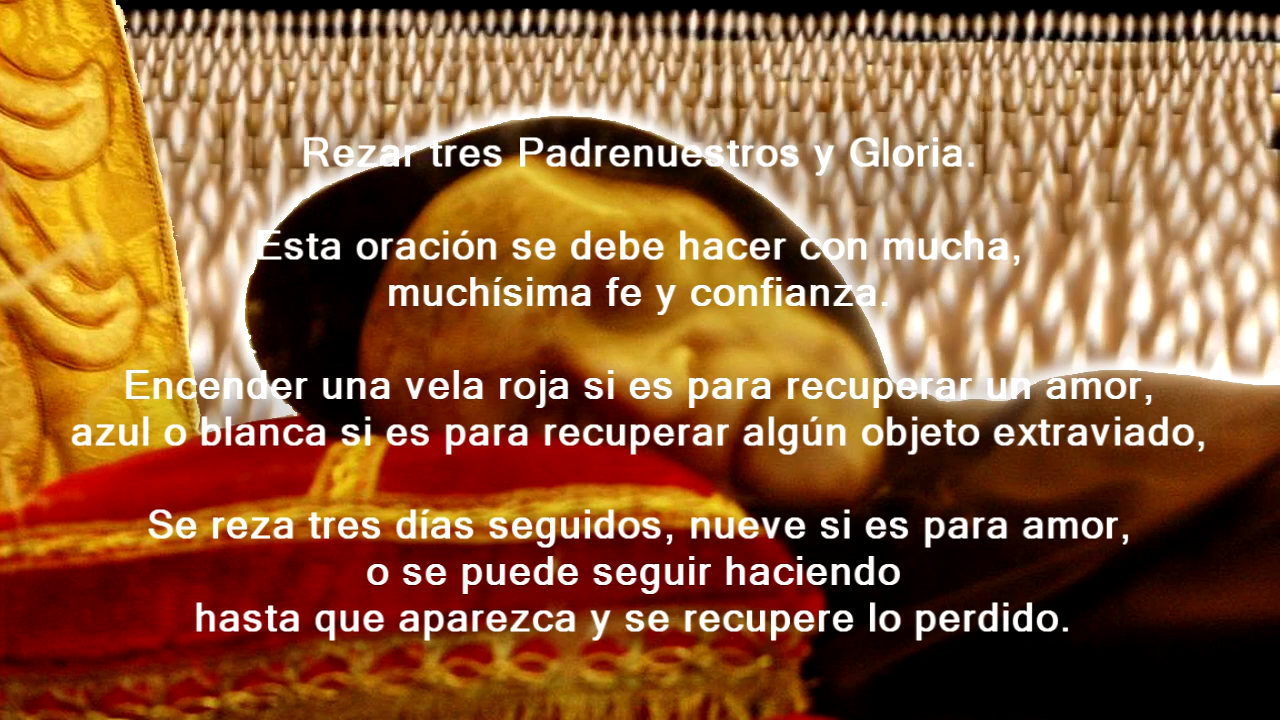 Rezar tres Padrenuestros y Gloria.
Esta oración se debe hacer con mucha,
muchísima fe y confianza.
Encender una vela roja si es para recuperar un amor,
azul o blanca si es para recuperar algún objeto extraviado,
Se reza tres días seguidos, nueve si es para amor,
o se puede seguir haciendo
hasta que aparezca y se recupere lo perdido.